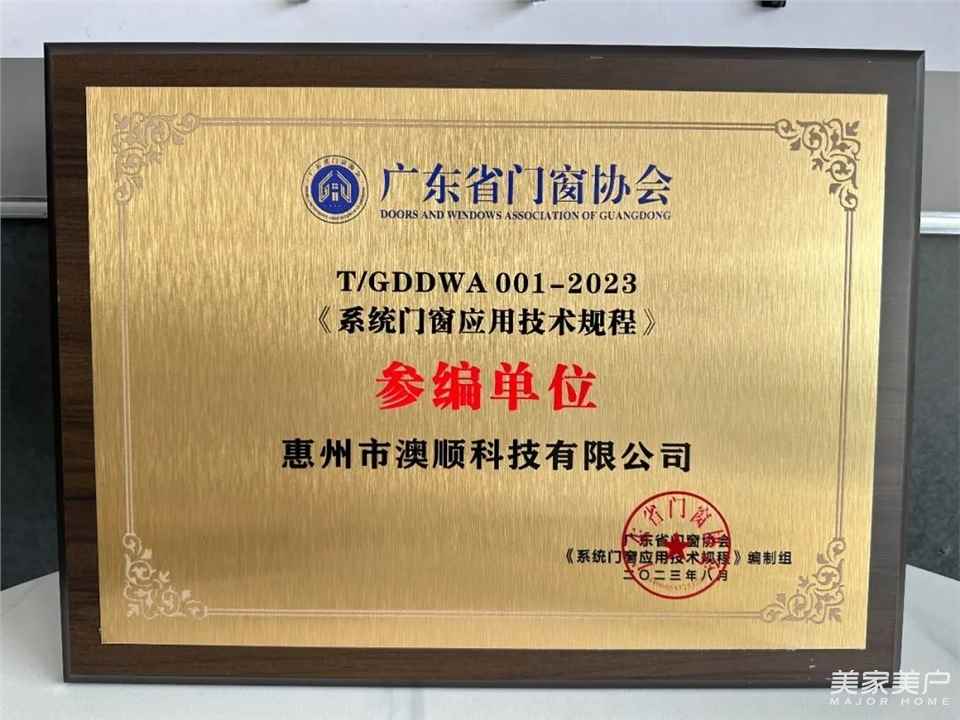 广东省门窗协会
DOORS AND WINDOWS ASSOCIATION OF GUANGDONG
T/GDDWA 001-2023
《系统门窗应用技术规程》
参编单位
惠州市澳顺科技有限公司
广东省门窗协会
《系统门窗应用技术规程》编制组
二〇二三年八月
美家美户
MAJOR HOME